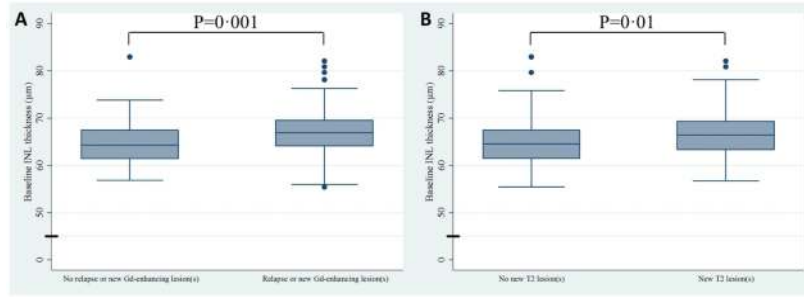 A
P=0·001
Baseline INL thickness (μm)
90
80
70
60
50
0
No relapse or new Gd-enhancing lesion(s)
Relapse or new Gd-enhancing lesion(s)
B
P=0·01
Baseline INL thickness (μm)
90
80
70
60
50
0
No new T2 lesion(s)
New T2 lesion(s)